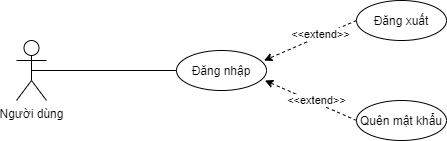 Đăng xuất
<<extend>>
Đăng nhập
<<extend>>
Người dùng
Quên mật khẩu